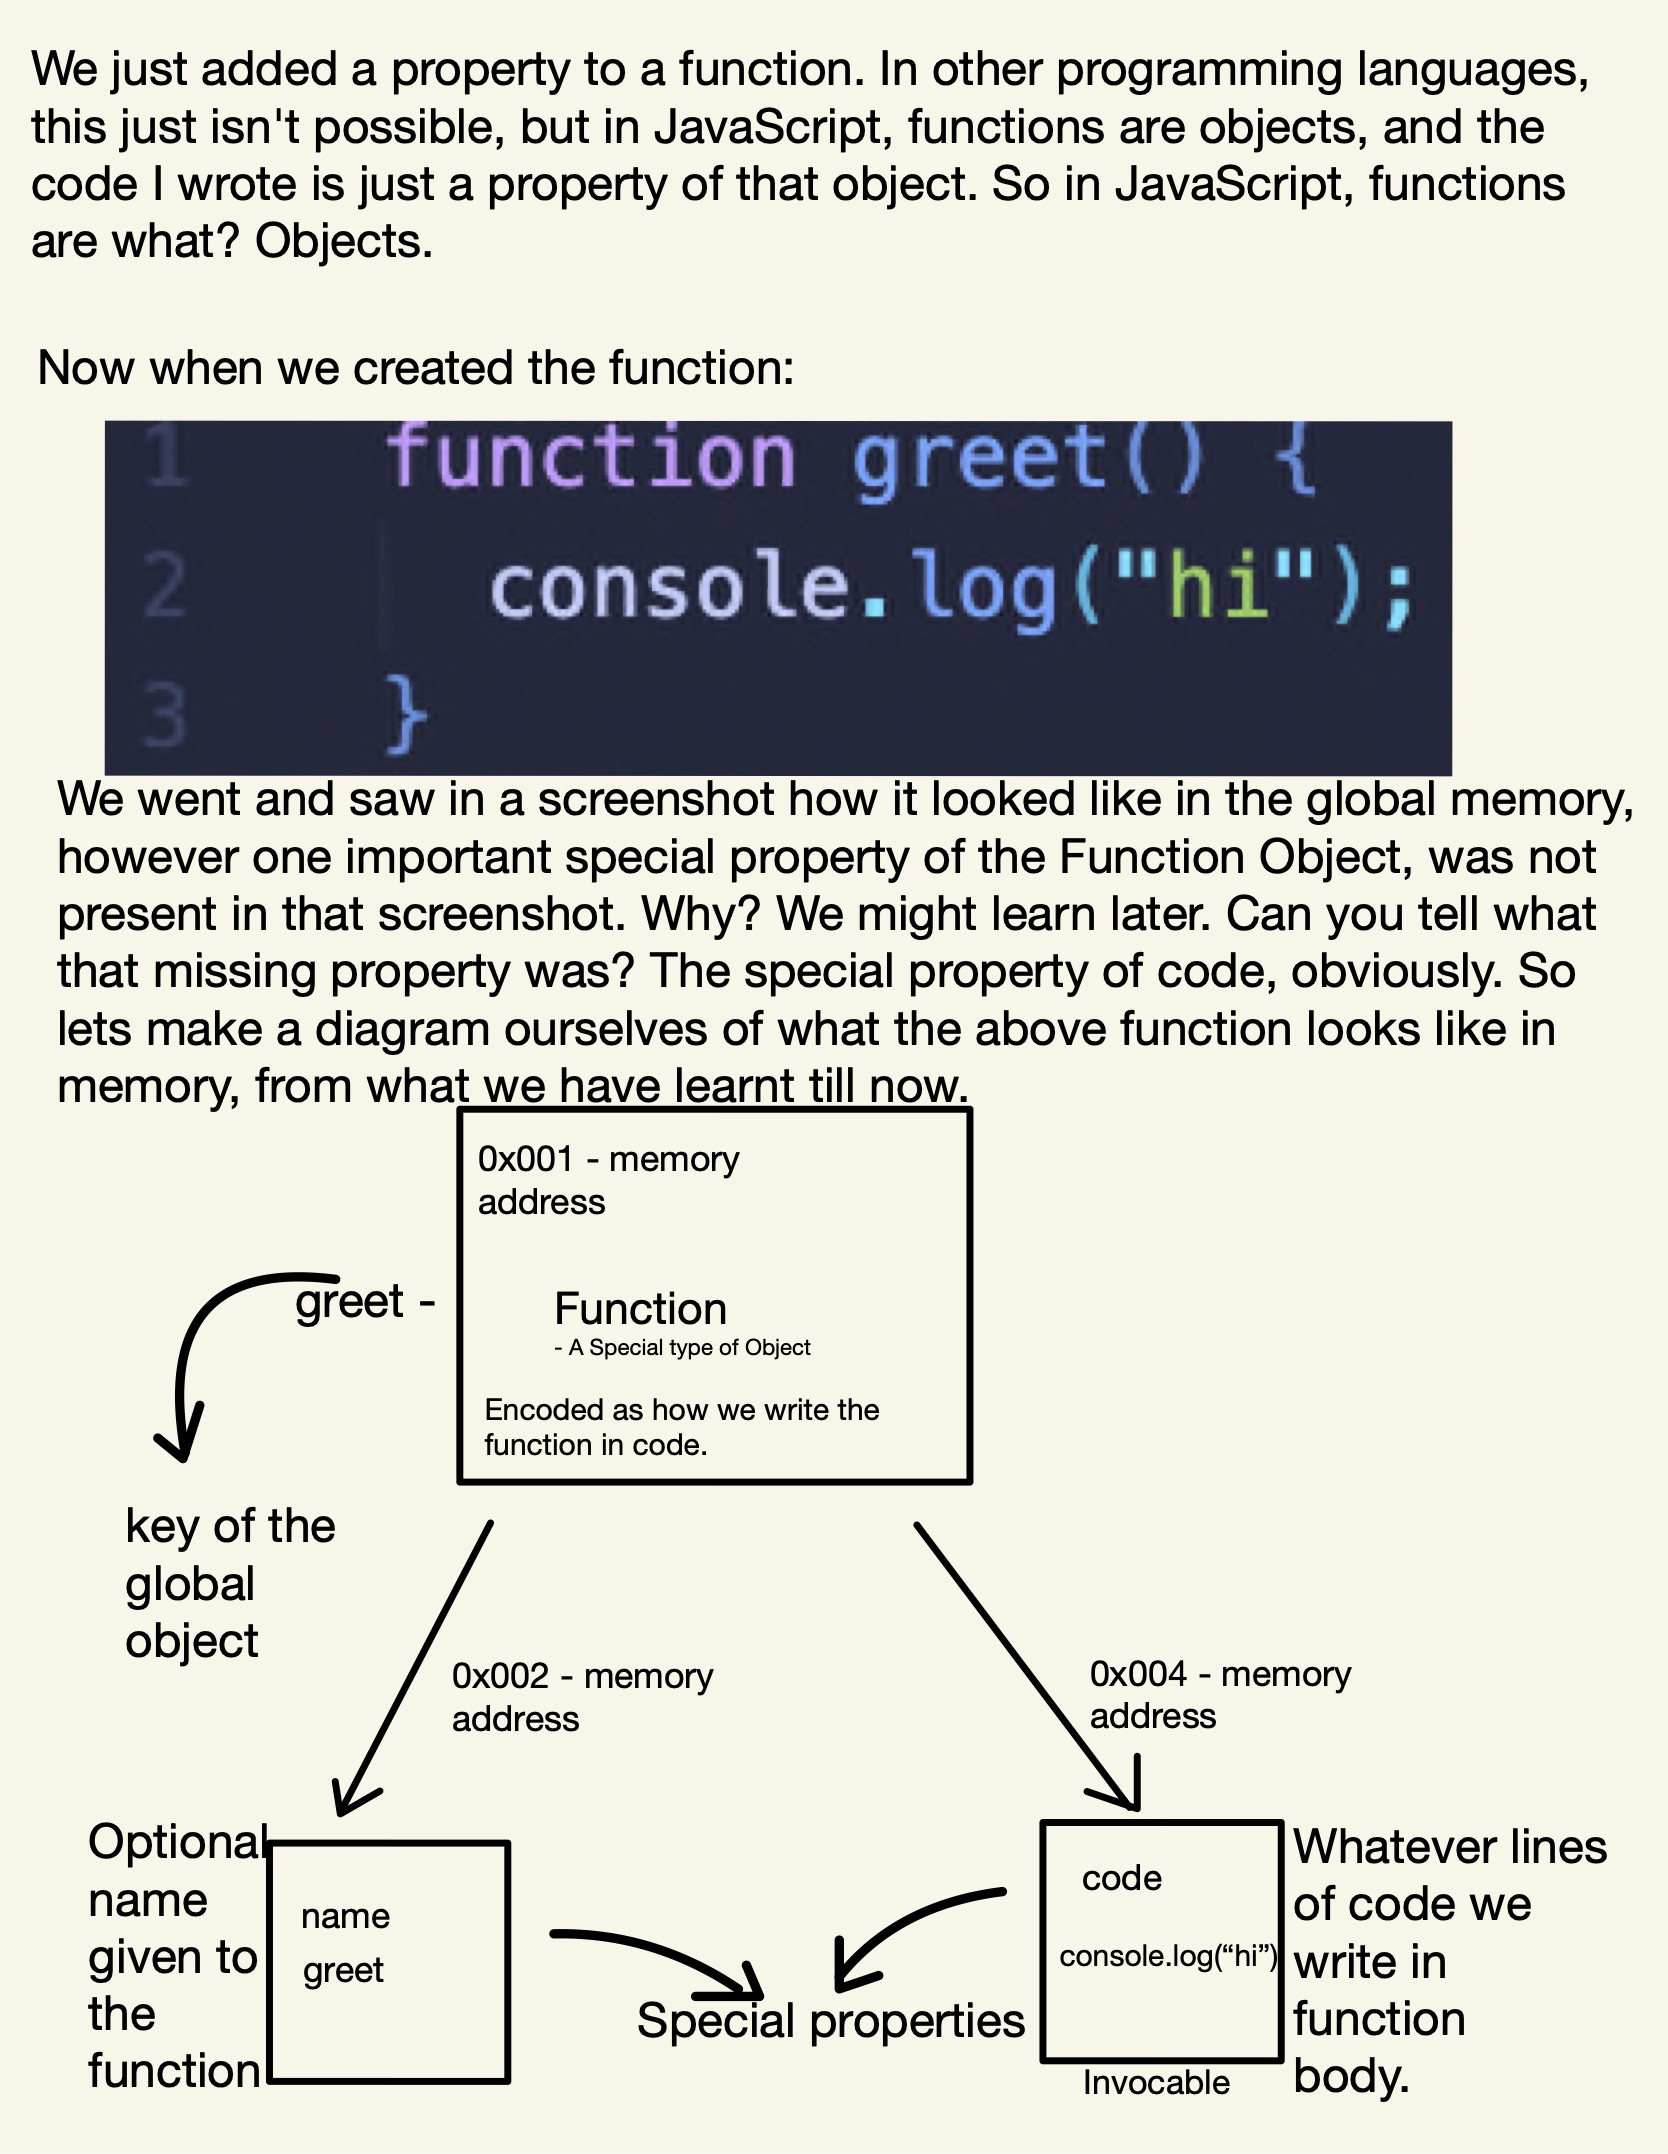 We just added a property to a function. In other programming languages,
this just isn't possible, but in JavaScript, functions are objects, and the
code I wrote is just a property of that object. So in JavaScript, functions
are what? Objects.
Now when we created the function:
1 function greet() {
2 console.log("hi");
3 }
We went and saw in a screenshot how it looked like in the global memory,
however one important special property of the Function Object, was not
present in that screenshot. Why? We might learn later. Can you tell what
that missing property was? The special property of code, obviously. So
lets make a diagram ourselves of what the above function looks like in
memory, from what we have learnt till now.
0x001 - memory
address
greet -
Function
- A Special type of Object
Encoded as how we write the
function in code.
key of the
global
object
0x002 - memory
address
0x004 - memory
address
Optional
name
given to
the
function
name
greet
Special properties
code
console.log(“hi”)
Invocable
Whatever lines
of code we
write in
function
body.